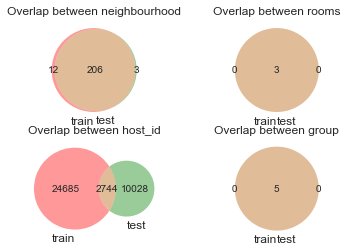 Overlap between neighbourhood
12 206 3
train test
Overlap between rooms
0 3 0
train test
Overlap between host_id
24685 2744 10028
train
test
Overlap between group
0 5 0
train test